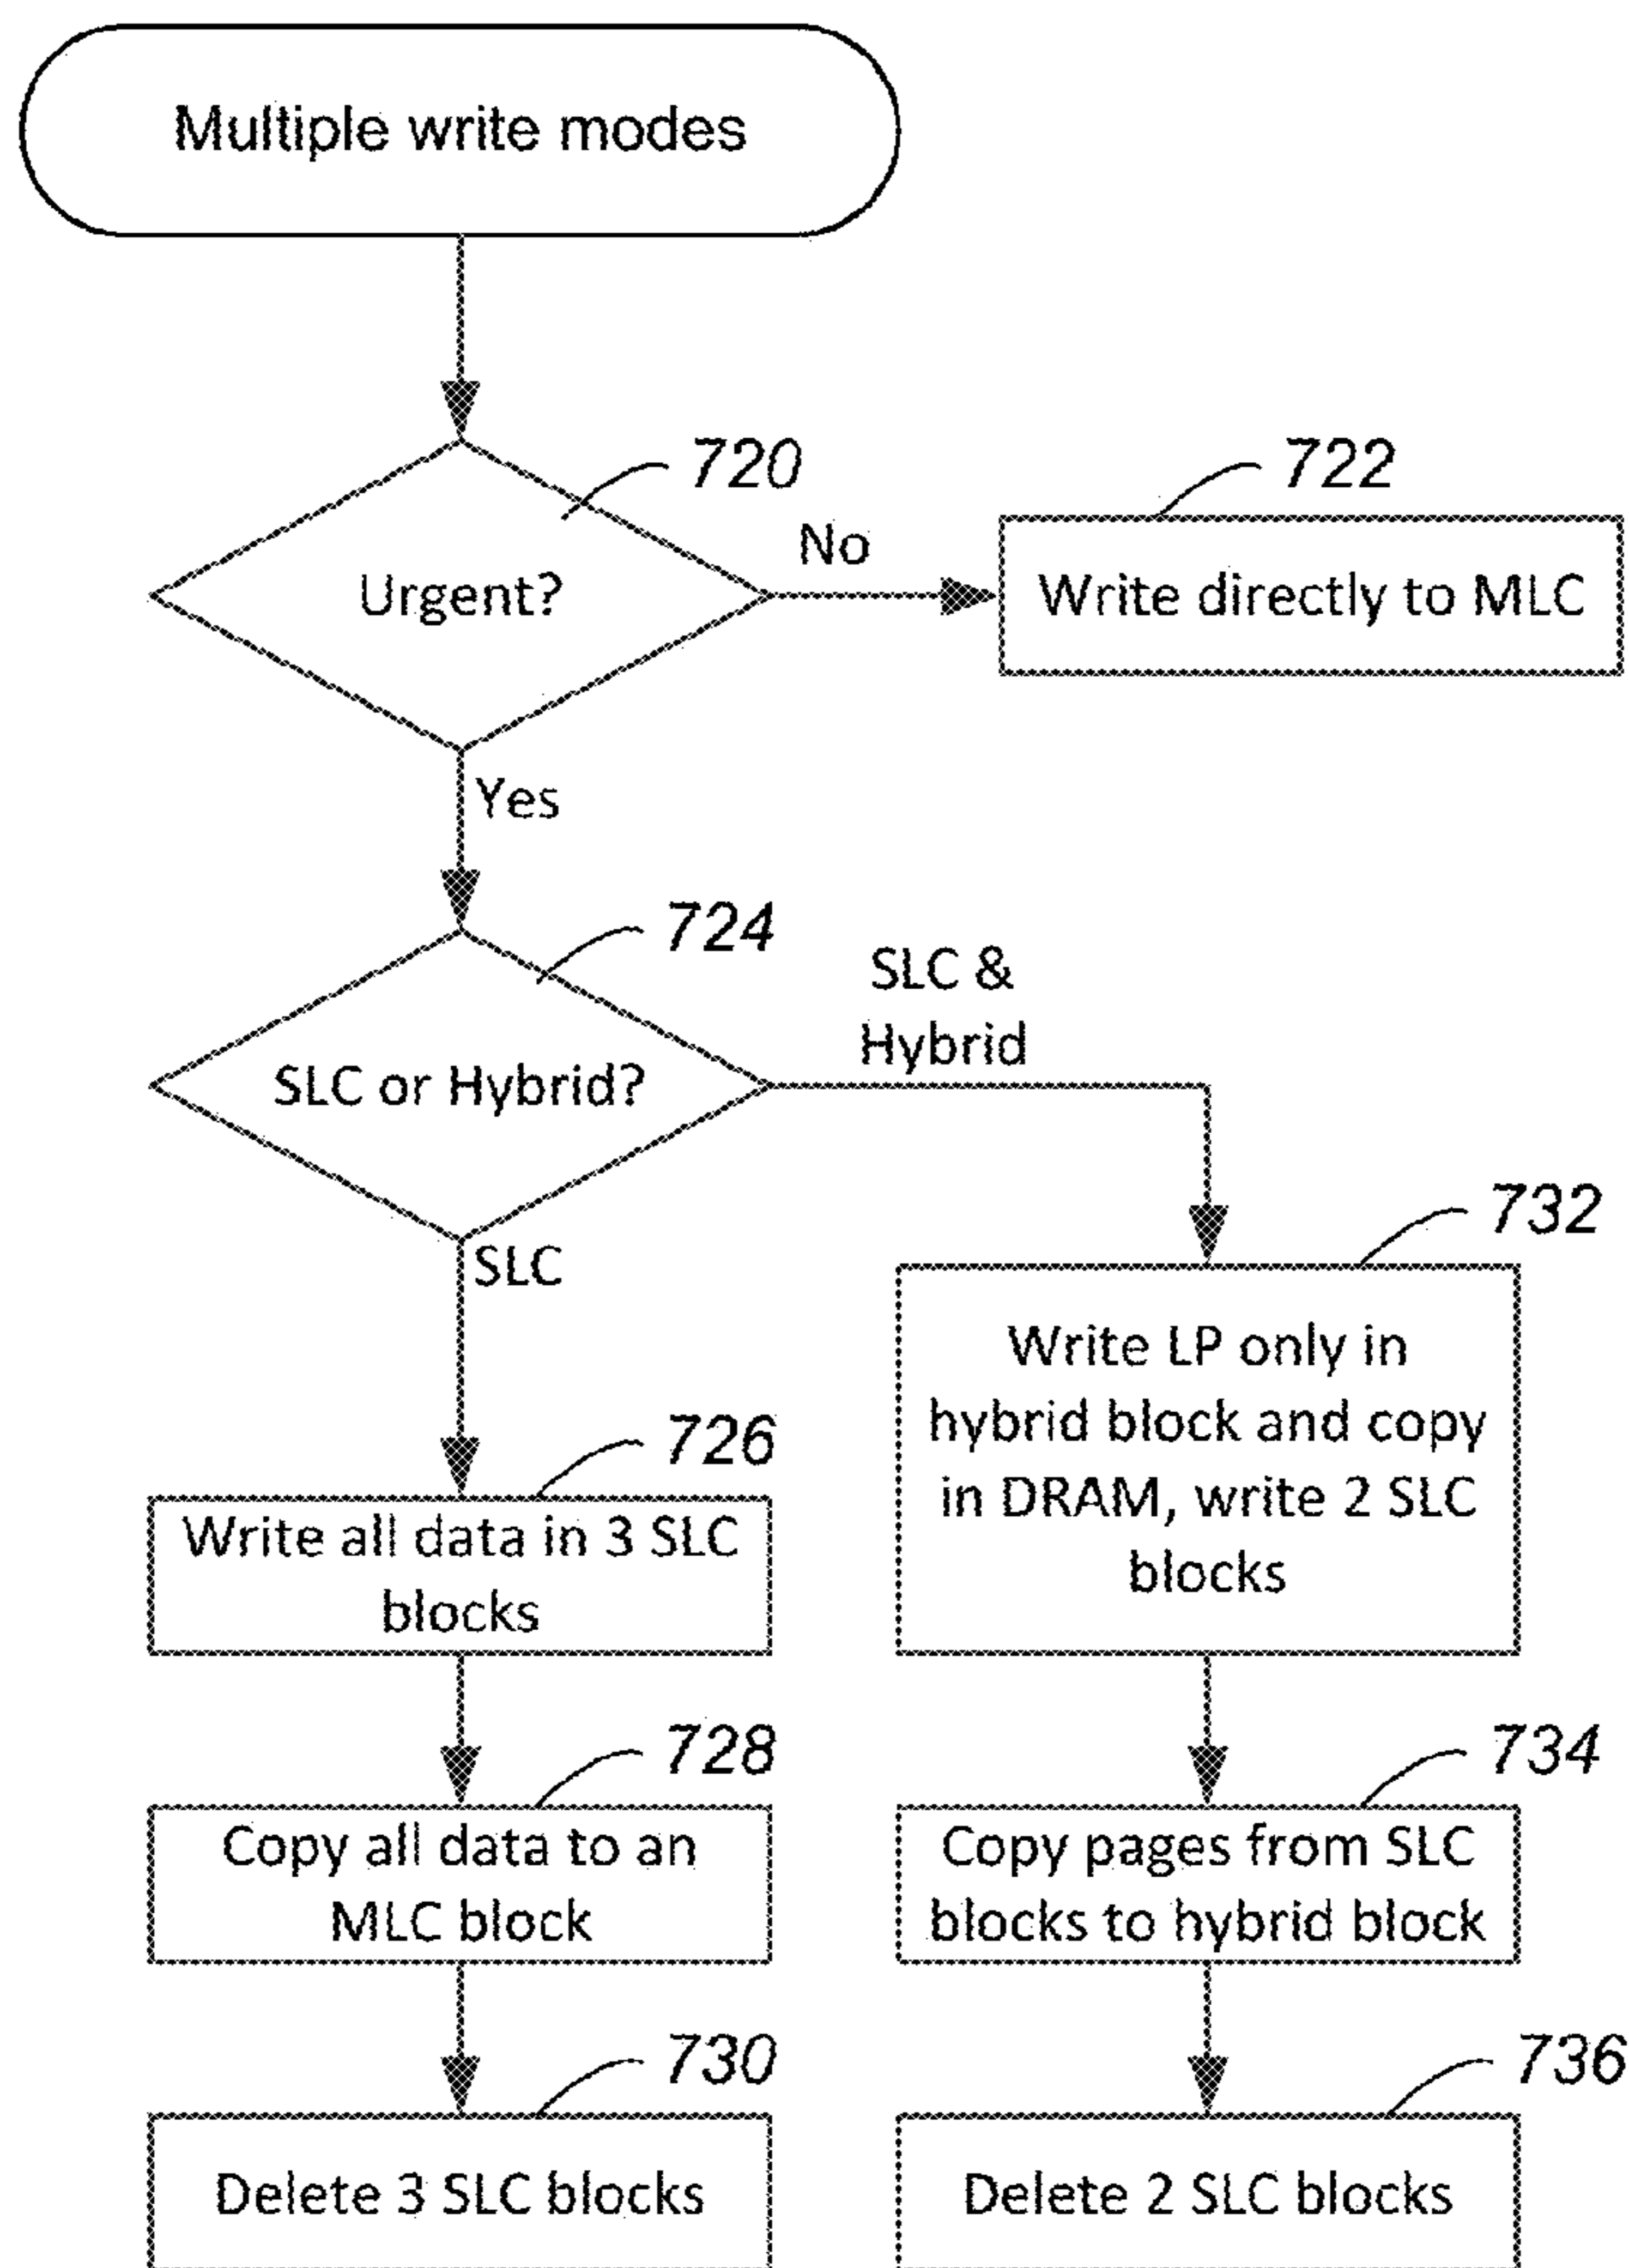 Multiple write modes
720
722
No
Urgent?
Write directly to MLC
Yes
724
SLC &
Hybrid
SLC or Hybrid?
732
SLC
Write LP only in
hybrid block and copy
in DRAM, write 2 SLC
blocks
726
Write all data in 3 SLC
blocks
728
734
Copy all data to an
MLC block
Copy pages from SLC
blocks to hybrid block
730
736
Delete 3 SLC blocks
Delete 2 SLC blocks